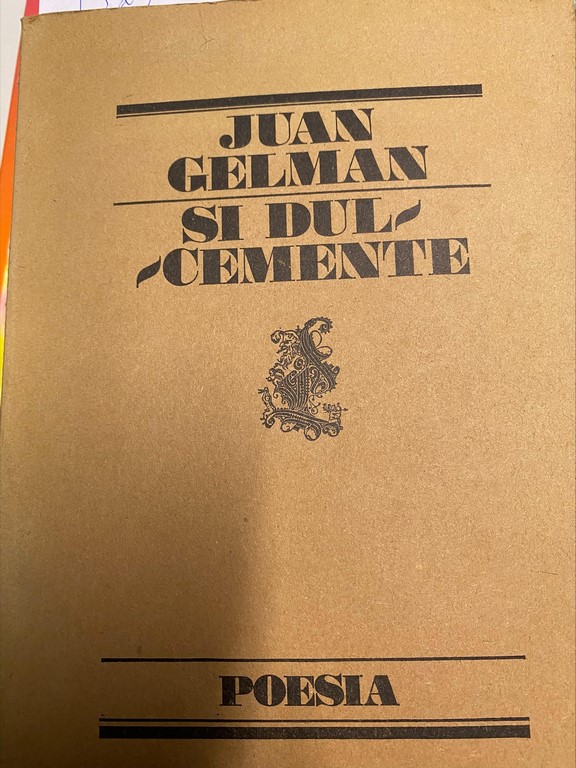 JUAN
GELMAN
SI DUL~
~CEMENTE
POESIA